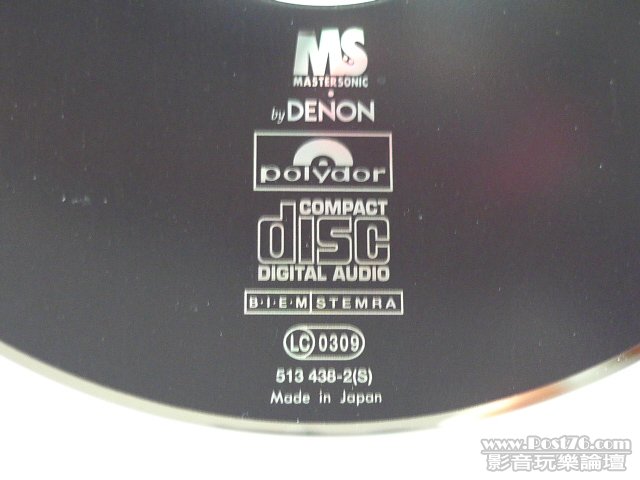 MS
MASTERSONIC
by DENON
polydor
COMPACT
disc
DIGITAL AUDIO
B·I·E·M STEMRA
LC 0309
513 438-2(S)
Made in Japan
www.Post76.com
影音玩樂論壇